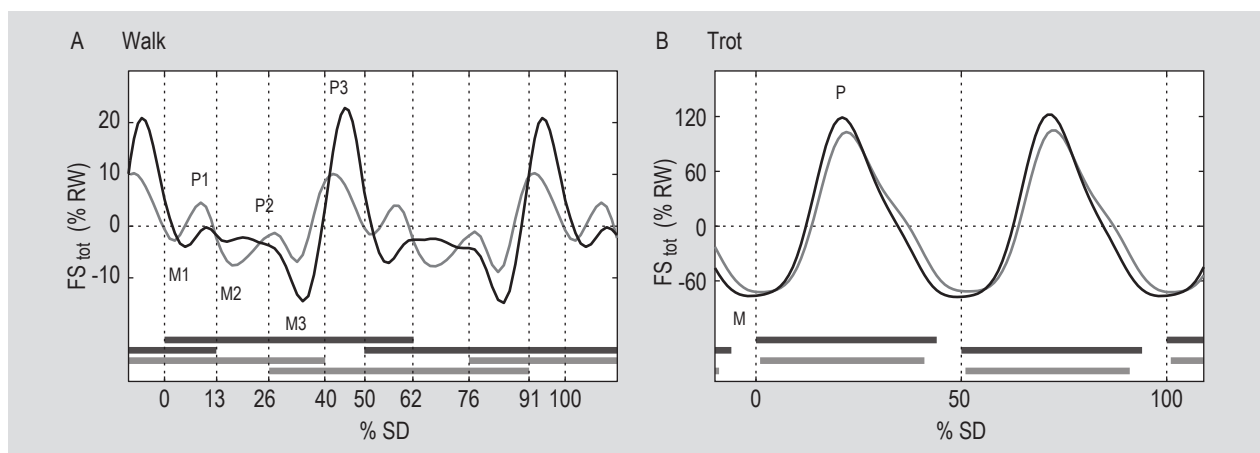 A Walk
P3
20
10
0
-10
P1
P2
M1
M2
M3
FS tot (% RW)
0 13 26 40 50 62 76 91 100
% SD
B Trot
P
120
60
0
-60
M
FS tot (% RW)
0 50 100
% SD